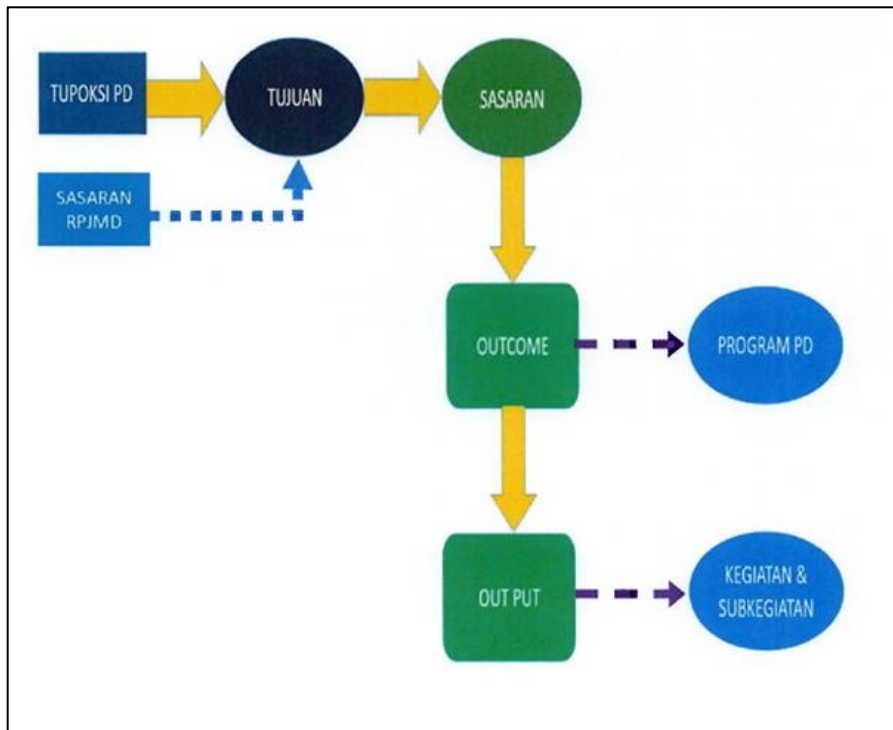 TUPOKSI PD
TUJUAN
SASARAN
SASARAN
RPJMD
OUTCOME
PROGRAM PD
OUT PUT
KEGIATAN &
SUBKEGIATAN